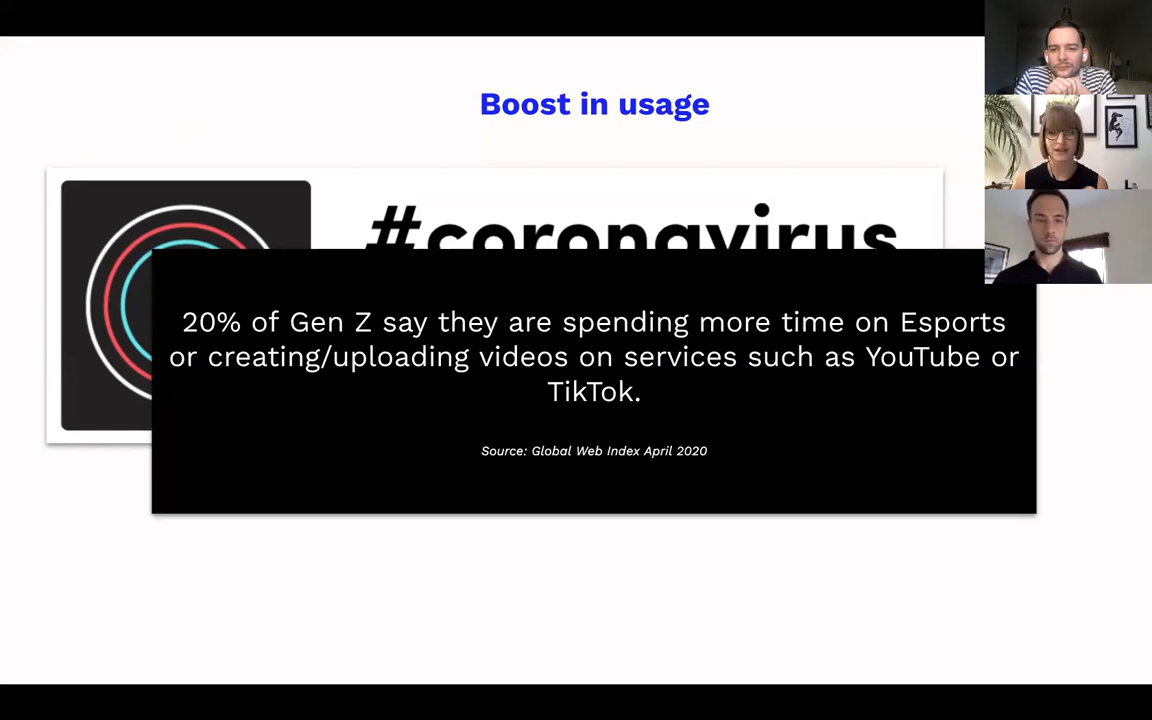 Boost in usage
#coronavirus
20% of Gen Z say they are spending more time on Esports
or creating/uploading videos on services such as YouTube or
TikTok.
Source: Global Web Index April 2020